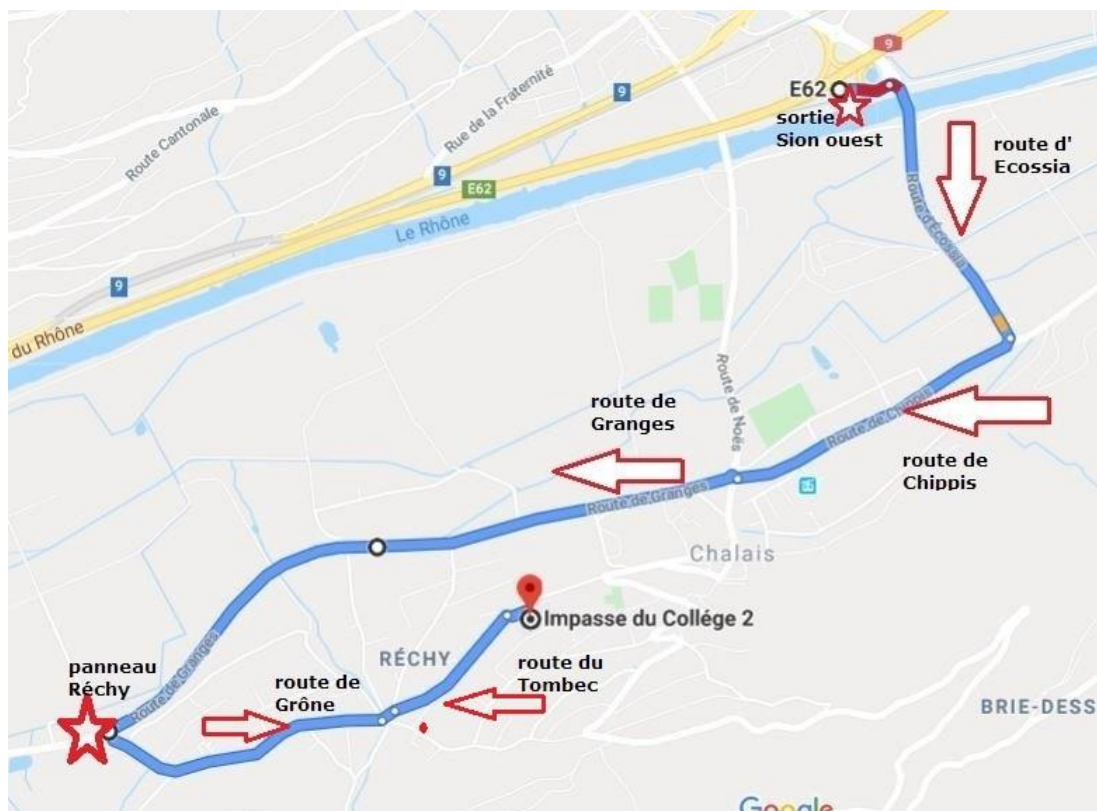 9
E62
sortie
Sion ouest
route d'
Ecossia
Route Cantonale
Rue de la Fraternité
9
9
E62
Le Rhône
Route d'Écossia
9
du Rhône
Route de Noës
route de
Granges
Route de Chippis
route de
Chippis
Route de Granges
Chalais
Impasse du Collége 2
panneau
Réchy
Route de Granges
RÉCHY
route de
Grône
route du
Tombec
BRIE-DESS
Google